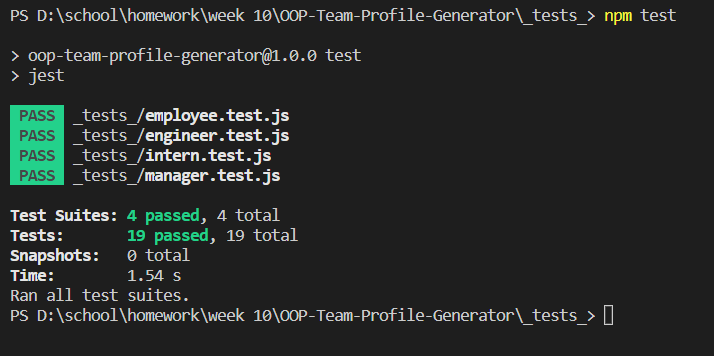 PS D:\school\homework\week 10\OOP-Team-Profile-Generator\_tests_> npm test
> oop-team-profile-generator@1.0.0 test
> jest
PASS _tests_/employee.test.js
PASS _tests_/engineer.test.js
PASS _tests_/intern.test.js
PASS _tests_/manager.test.js
Test Suites: 4 passed, 4 total
Tests: 19 passed, 19 total
Snapshots: 0 total
Time: 1.54 s
Ran all test suites.
PS D:\school\homework\week 10\OOP-Team-Profile-Generator\_tests_>